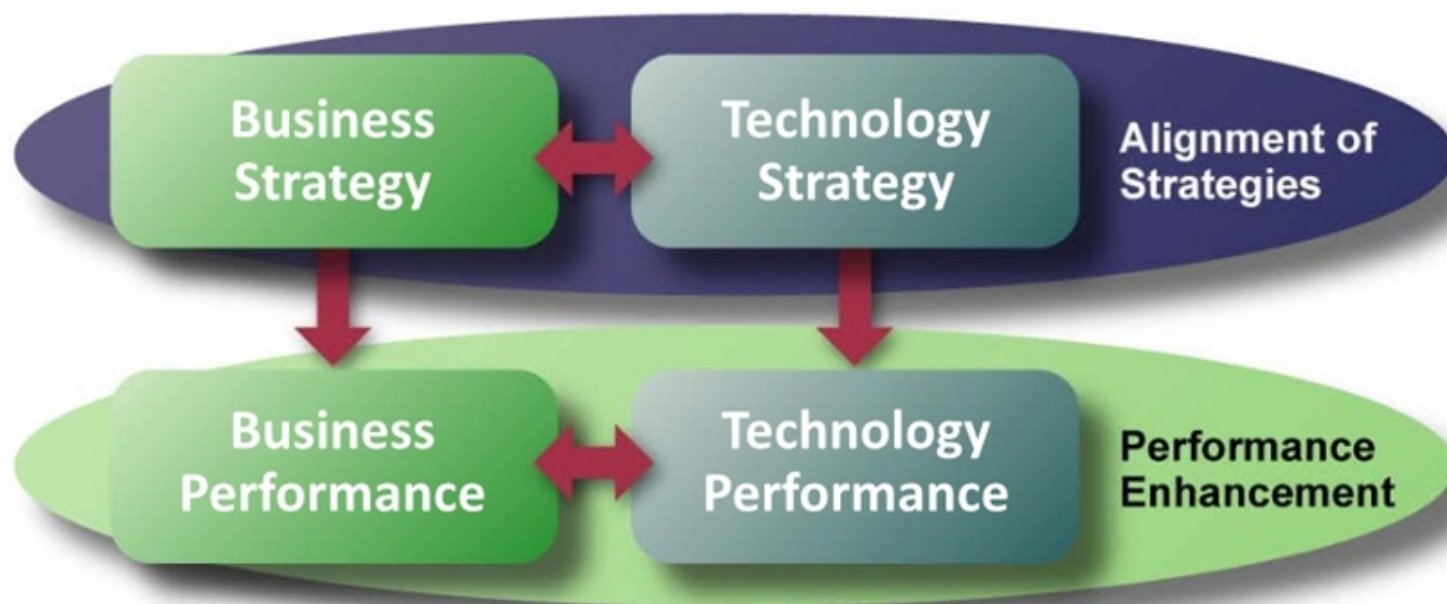 Business
Strategy
Technology
Strategy
Alignment of
Strategies
Business
Performance
Technology
Performance
Performance
Enhancement